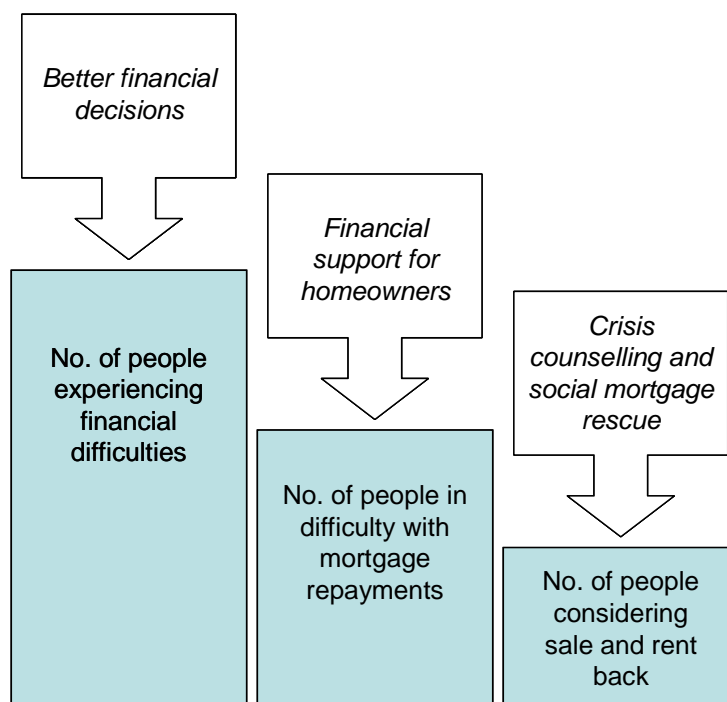 Better financial
decisions
Financial
support for
homeowners
Crisis
counselling and
social mortgage
rescue
No. of people
experiencing
financial
difficulties
No. of people in
difficulty with
mortgage
repayments
No. of people
considering
sale and rent
back